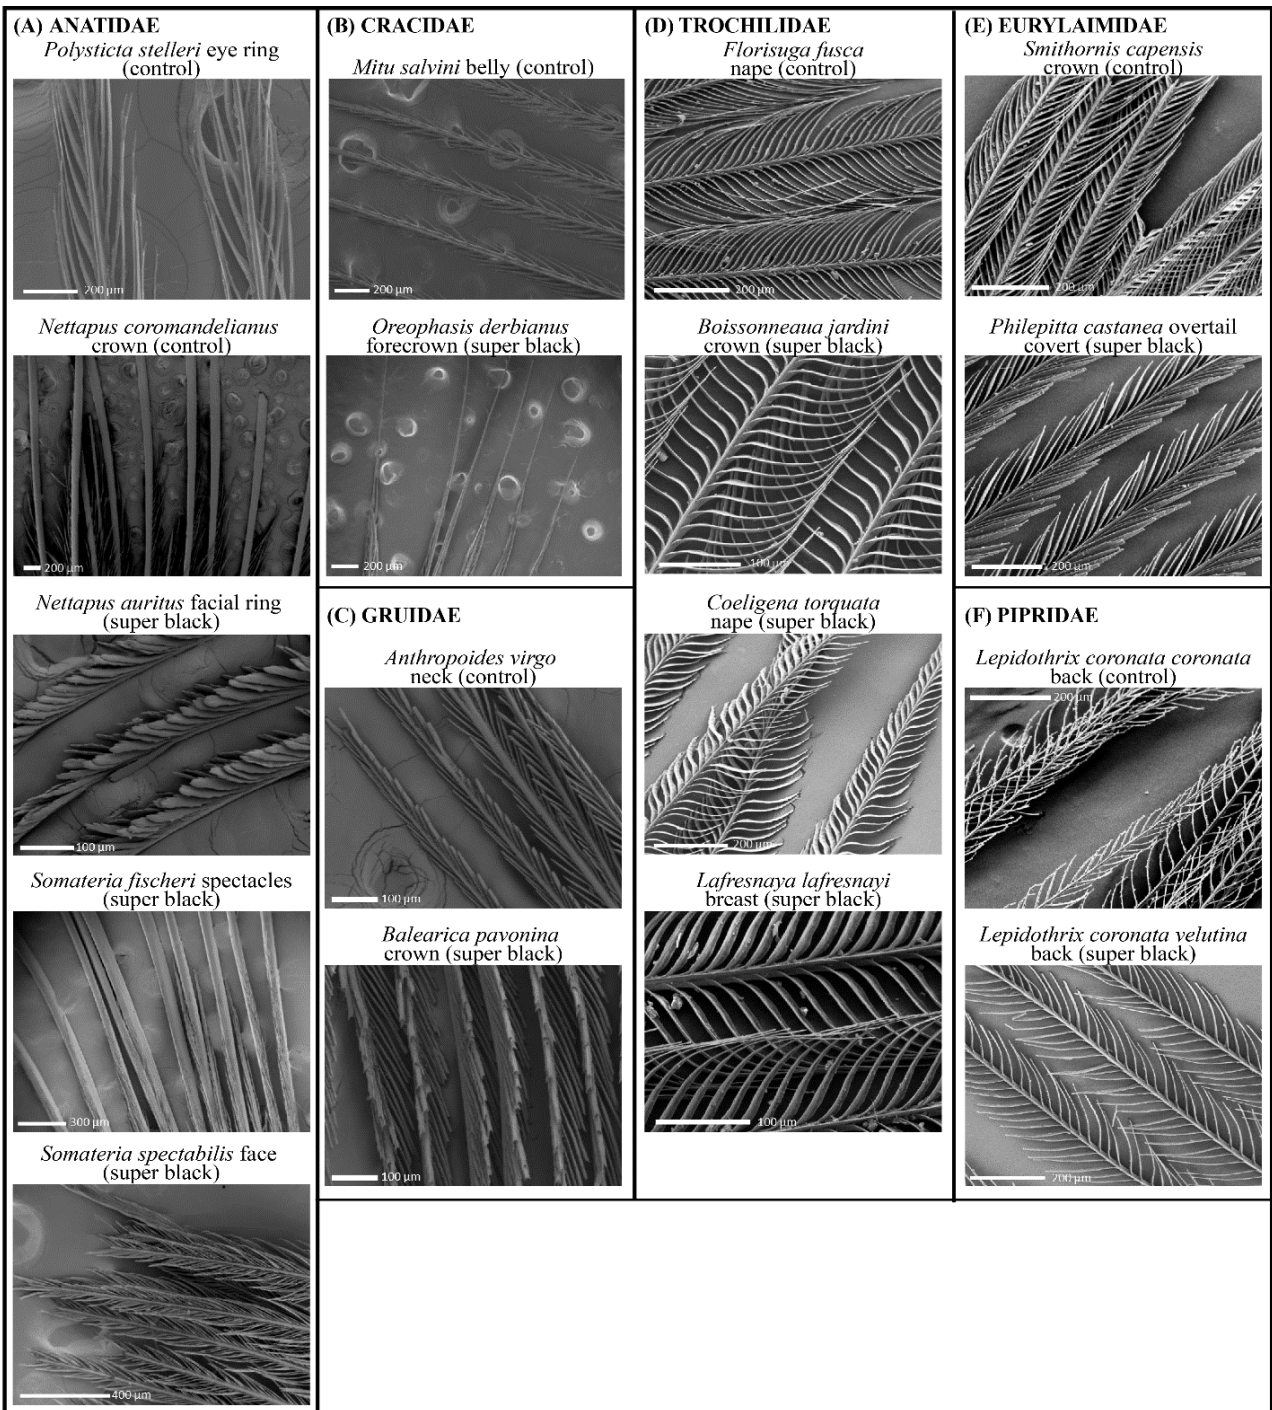 (A) ANATIDAE
Polysticta stelleri eye ring
(control)
200 µm
Nettapus coromandelianus
crown (control)
200 µm
Nettapus auritus facial ring
(super black)
100 µm
Somateria fischeri spectacles
(super black)
300 µm
Somateria spectabilis face
(super black)
400 µm
(B) CRACIDAE
Mitu salvini belly (control)
200 µm
Oreophasis derbianus
forecrown (super black)
200 µm
(C) GRUIDAE
Anthropoides virgo
neck (control)
100 µm
Balearica pavonina
crown (super black)
100 µm
(D) TROCHILIDAE
Florisuga fusca
nape (control)
200 µm
Boissonneaua jardini
crown (super black)
100 µm
Coeligena torquata
nape (super black)
200 µm
Lafresnaya lafresnayi
breast (super black)
100 µm
(E) EURYLAIMIDAE
Smithornis capensis
crown (control)
200 µm
Philepitta castanea overtail
covert (super black)
200 µm
(F) PIPRIDAE
Lepidothrix coronata coronata
back (control)
200 µm
Lepidothrix coronata velutina
back (super black)
200 µm